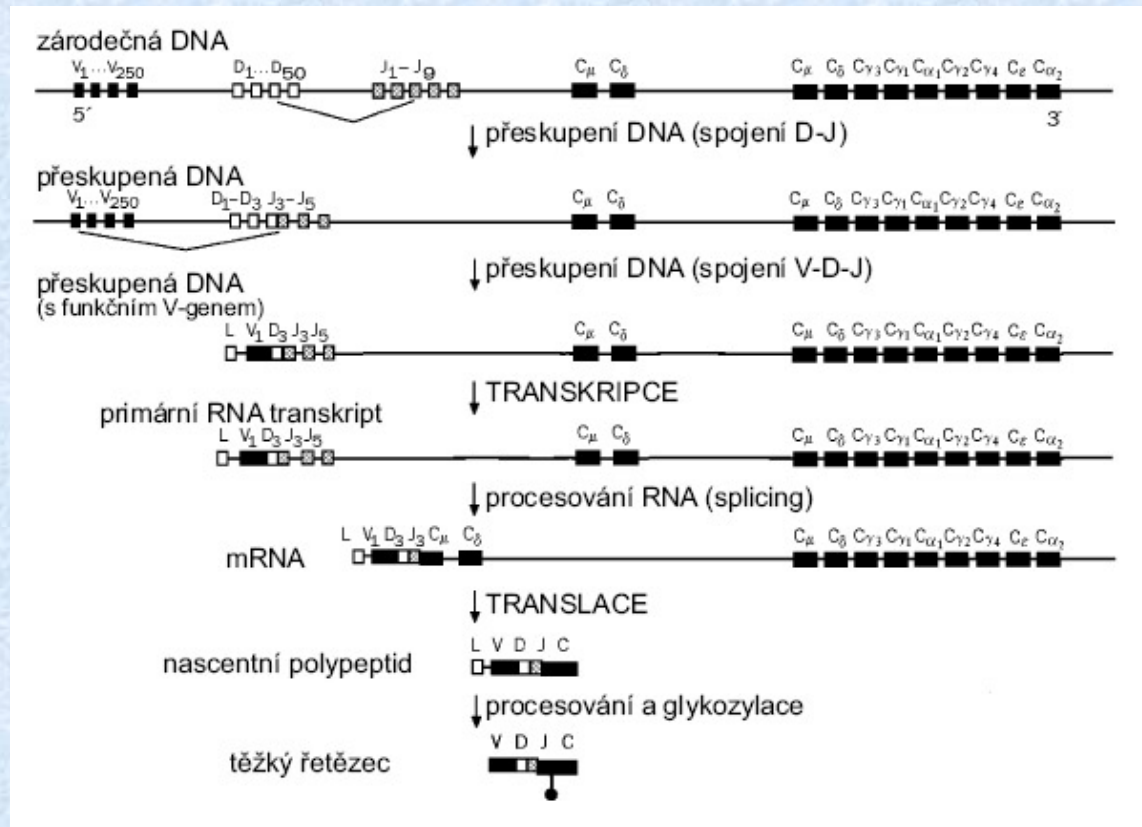 zárodečná DNA
V₁...V₂₅₀ D₁...D₅₀ J₁–J₉ Cμ Cδ Cμ Cδ Cγ₃ Cγ₁ Cα₁ Cγ₂ Cγ₄ Cε Cα₂
5´ 3´
přeskupení DNA (spojení D-J)
přeskupená DNA
V₁...V₂₅₀ D₁–D₃ J₃–J₅ Cμ Cδ Cμ Cδ Cγ₃ Cγ₁ Cα₁ Cγ₂ Cγ₄ Cε Cα₂
přeskupení DNA (spojení V-D-J)
přeskupená DNA
(s funkčním V-genem)
L V₁ D₃ J₃ J₅ Cμ Cδ Cμ Cδ Cγ₃ Cγ₁ Cα₁ Cγ₂ Cγ₄ Cε Cα₂
TRANSKRIPCE
primární RNA transkript
L V₁ D₃ J₃ J₅ Cμ Cδ Cμ Cδ Cγ₃ Cγ₁ Cα₁ Cγ₂ Cγ₄ Cε Cα₂
procesování RNA (splicing)
L V₁ D₃ J₃ Cμ Cδ Cμ Cδ Cγ₃ Cγ₁ Cα₁ Cγ₂ Cγ₄ Cε Cα₂
mRNA
TRANSLACE
L V D J C
nascentní polypeptid
procesování a glykozylace
V D J C
těžký řetězec